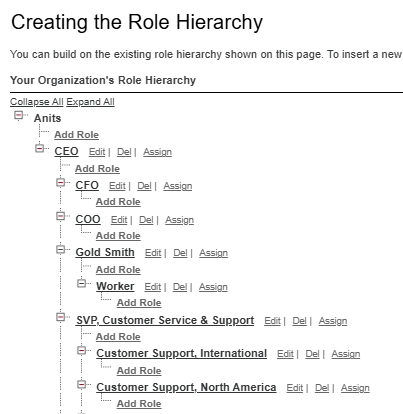 Creating the Role Hierarchy
You can build on the existing role hierarchy shown on this page. To insert a new
Your Organization's Role Hierarchy
Collapse All Expand All
Anits
Add Role
CEO Edit | Del | Assign
Add Role
CFO Edit | Del | Assign
Add Role
COO Edit | Del | Assign
Add Role
Gold Smith Edit | Del | Assign
Add Role
Worker Edit | Del | Assign
Add Role
SVP, Customer Service & Support Edit | Del | Assign
Add Role
Customer Support, International Edit | Del | Assign
Add Role
Customer Support, North America Edit | Del | Assign
Add Role